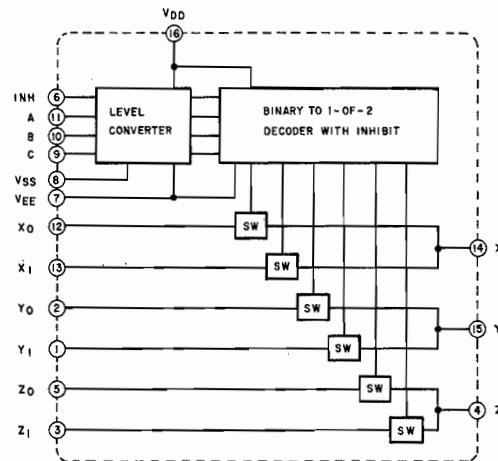 VDD
16
INH 6
A 11
B 10
C 9
VSS 8
VEE 7
LEVEL
CONVERTER
BINARY TO 1-OF-2
DECODER WITH INHIBIT
X0 12
SW
14 X
X1 13
SW
Y0 2
SW
15 Y
Y1 1
SW
Z0 5
SW
4 Z
Z1 3
SW